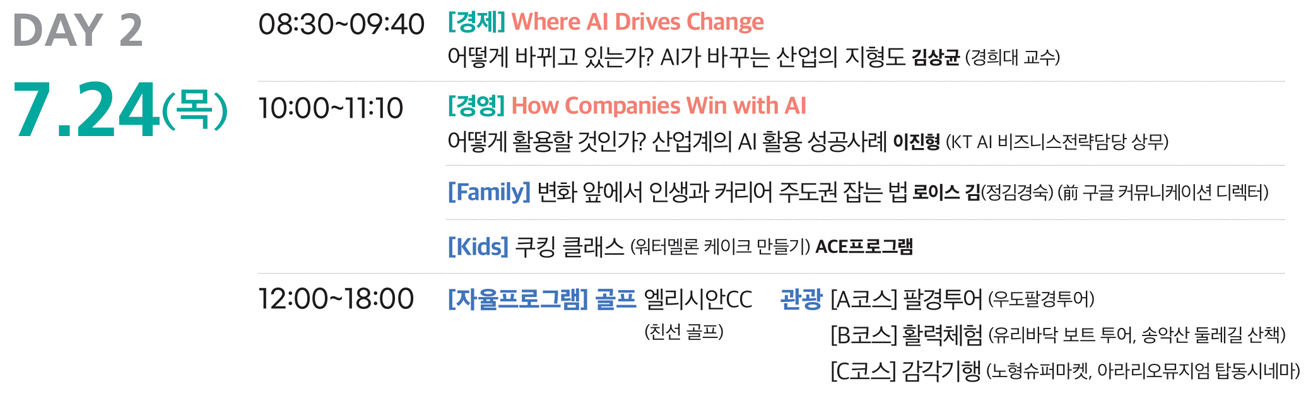 DAY 2
7.24(목)
08:30~09:40
[경제] Where AI Drives Change
어떻게 바뀌고 있는가? AI가 바꾸는 산업의 지형도 김상균 (경희대 교수)
10:00~11:10
[경영] How Companies Win with AI
어떻게 활용할 것인가? 산업계의 AI 활용 성공사례 이진형 (KT AI 비즈니스전략담당 상무)
[Family] 변화 앞에서 인생과 커리어 주도권 잡는 법 로이스 김(정김경숙) (前 구글 커뮤니케이션 디렉터)
[Kids] 쿠킹 클래스 (워터멜론 케이크 만들기) ACE프로그램
12:00~18:00
[자율프로그램] 골프 엘리시안CC
(친선 골프)
관광 [A코스] 팔경투어 (우도팔경투어)
[B코스] 활력체험 (유리바닥 보트 투어, 송악산 둘레길 산책)
[C코스] 감각기행 (노형슈퍼마켓, 아라리오뮤지엄 탑동시네마)